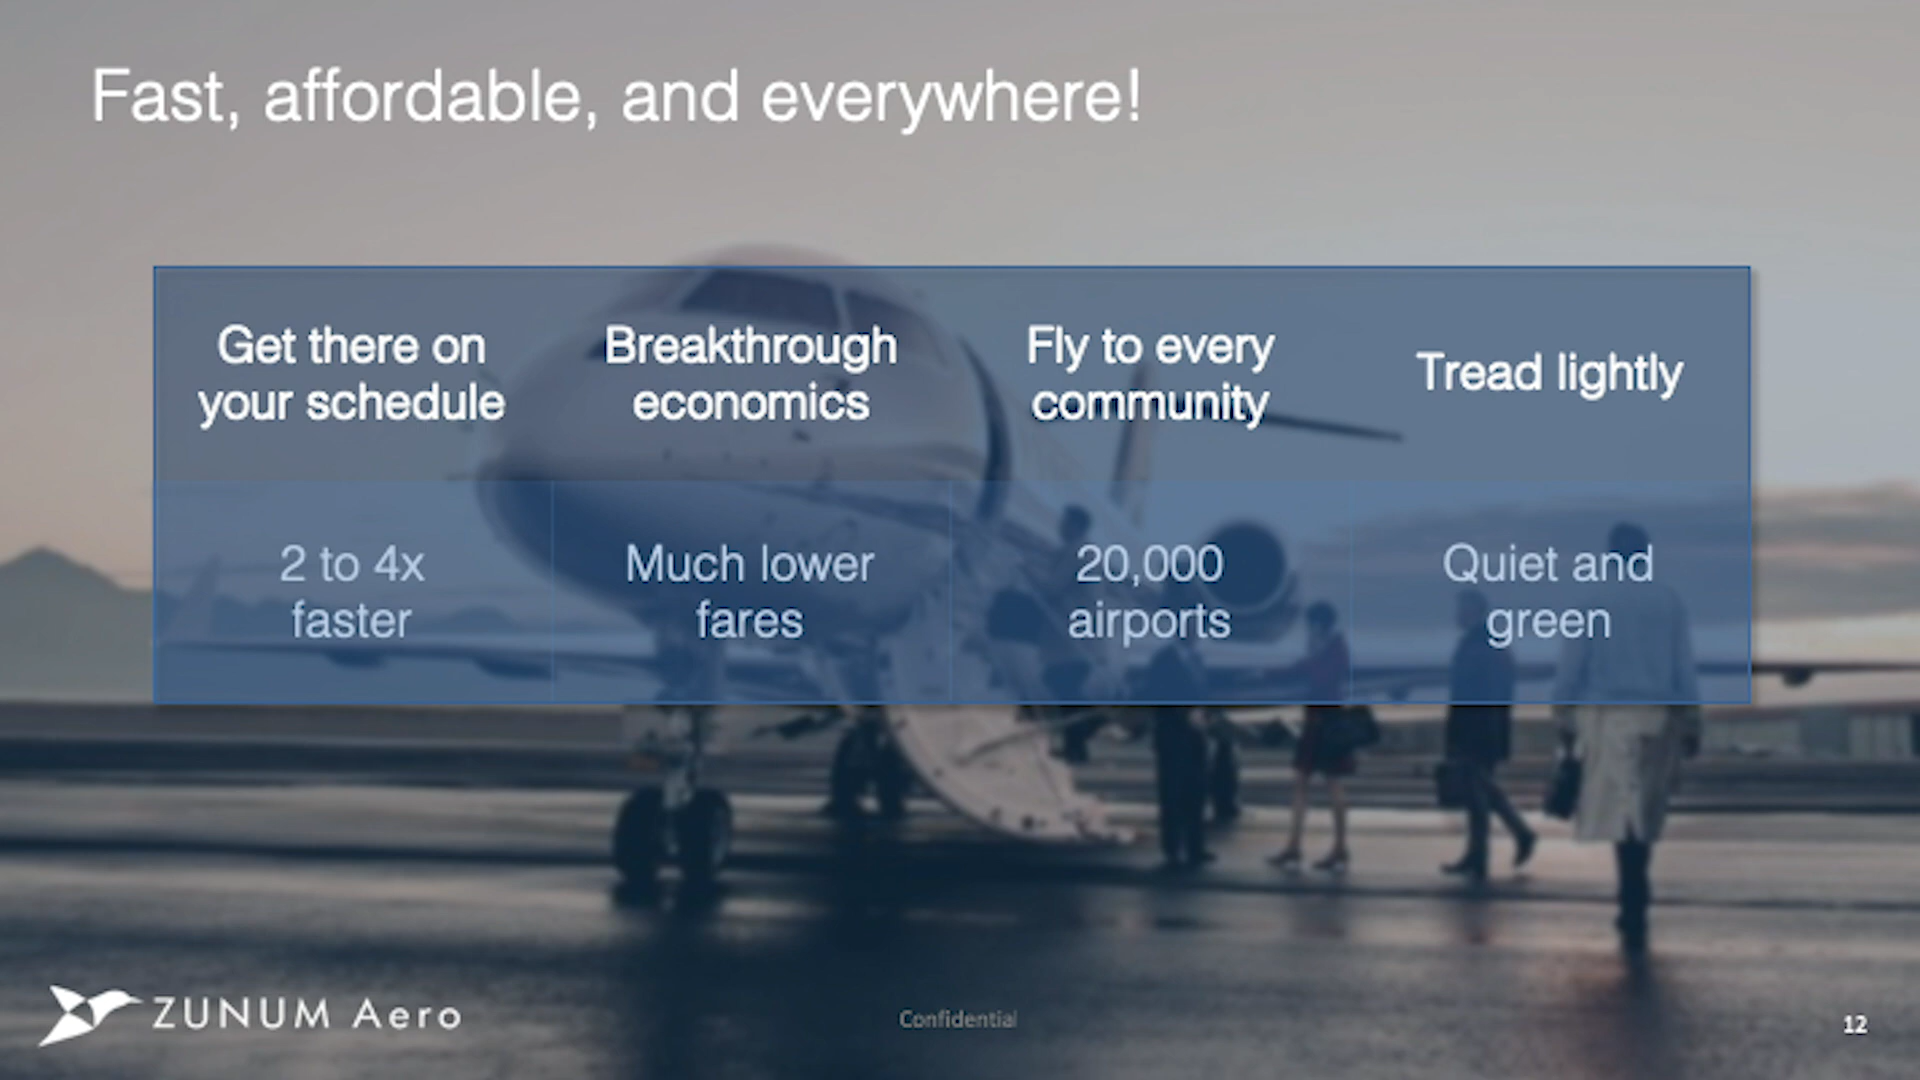 Fast, affordable, and everywhere!
Get there on
your schedule
Breakthrough
economics
Fly to every
community
Tread lightly
2 to 4x
faster
Much lower
fares
20,000
airports
Quiet and
green
ZUNUM Aero
Confidential
12